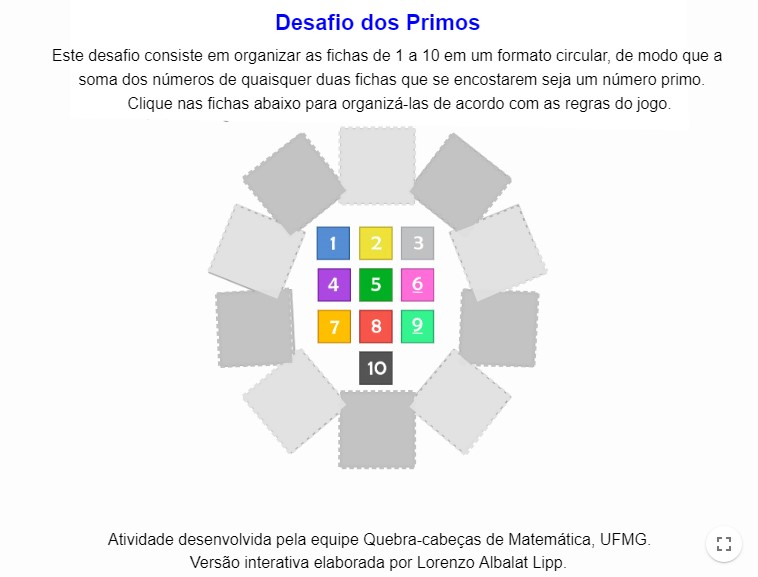 Desafio dos Primos
Este desafio consiste em organizar as fichas de 1 a 10 em um formato circular, de modo que a
soma dos números de quaisquer duas fichas que se encostarem seja um número primo.
Clique nas fichas abaixo para organizá-las de acordo com as regras do jogo.
1 2 3
4 5 6
7 8 9
10
Atividade desenvolvida pela equipe Quebra-cabeças de Matemática, UFMG.
Versão interativa elaborada por Lorenzo Albalat Lipp.